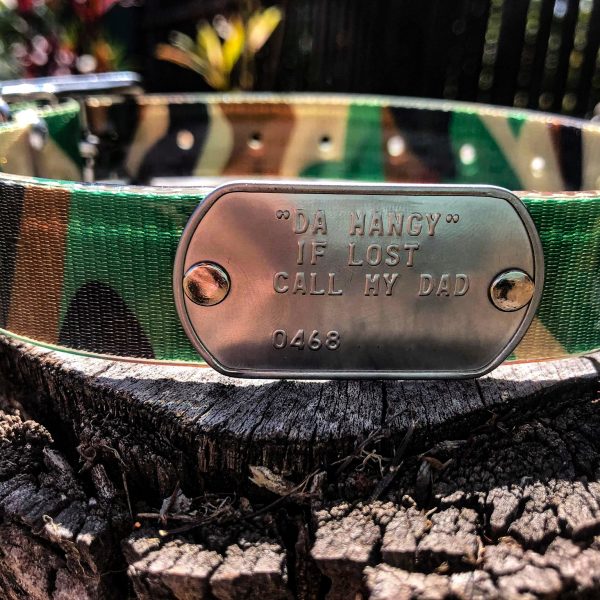 "DA NANCY"
IF LOST
CALL MY DAD
0468